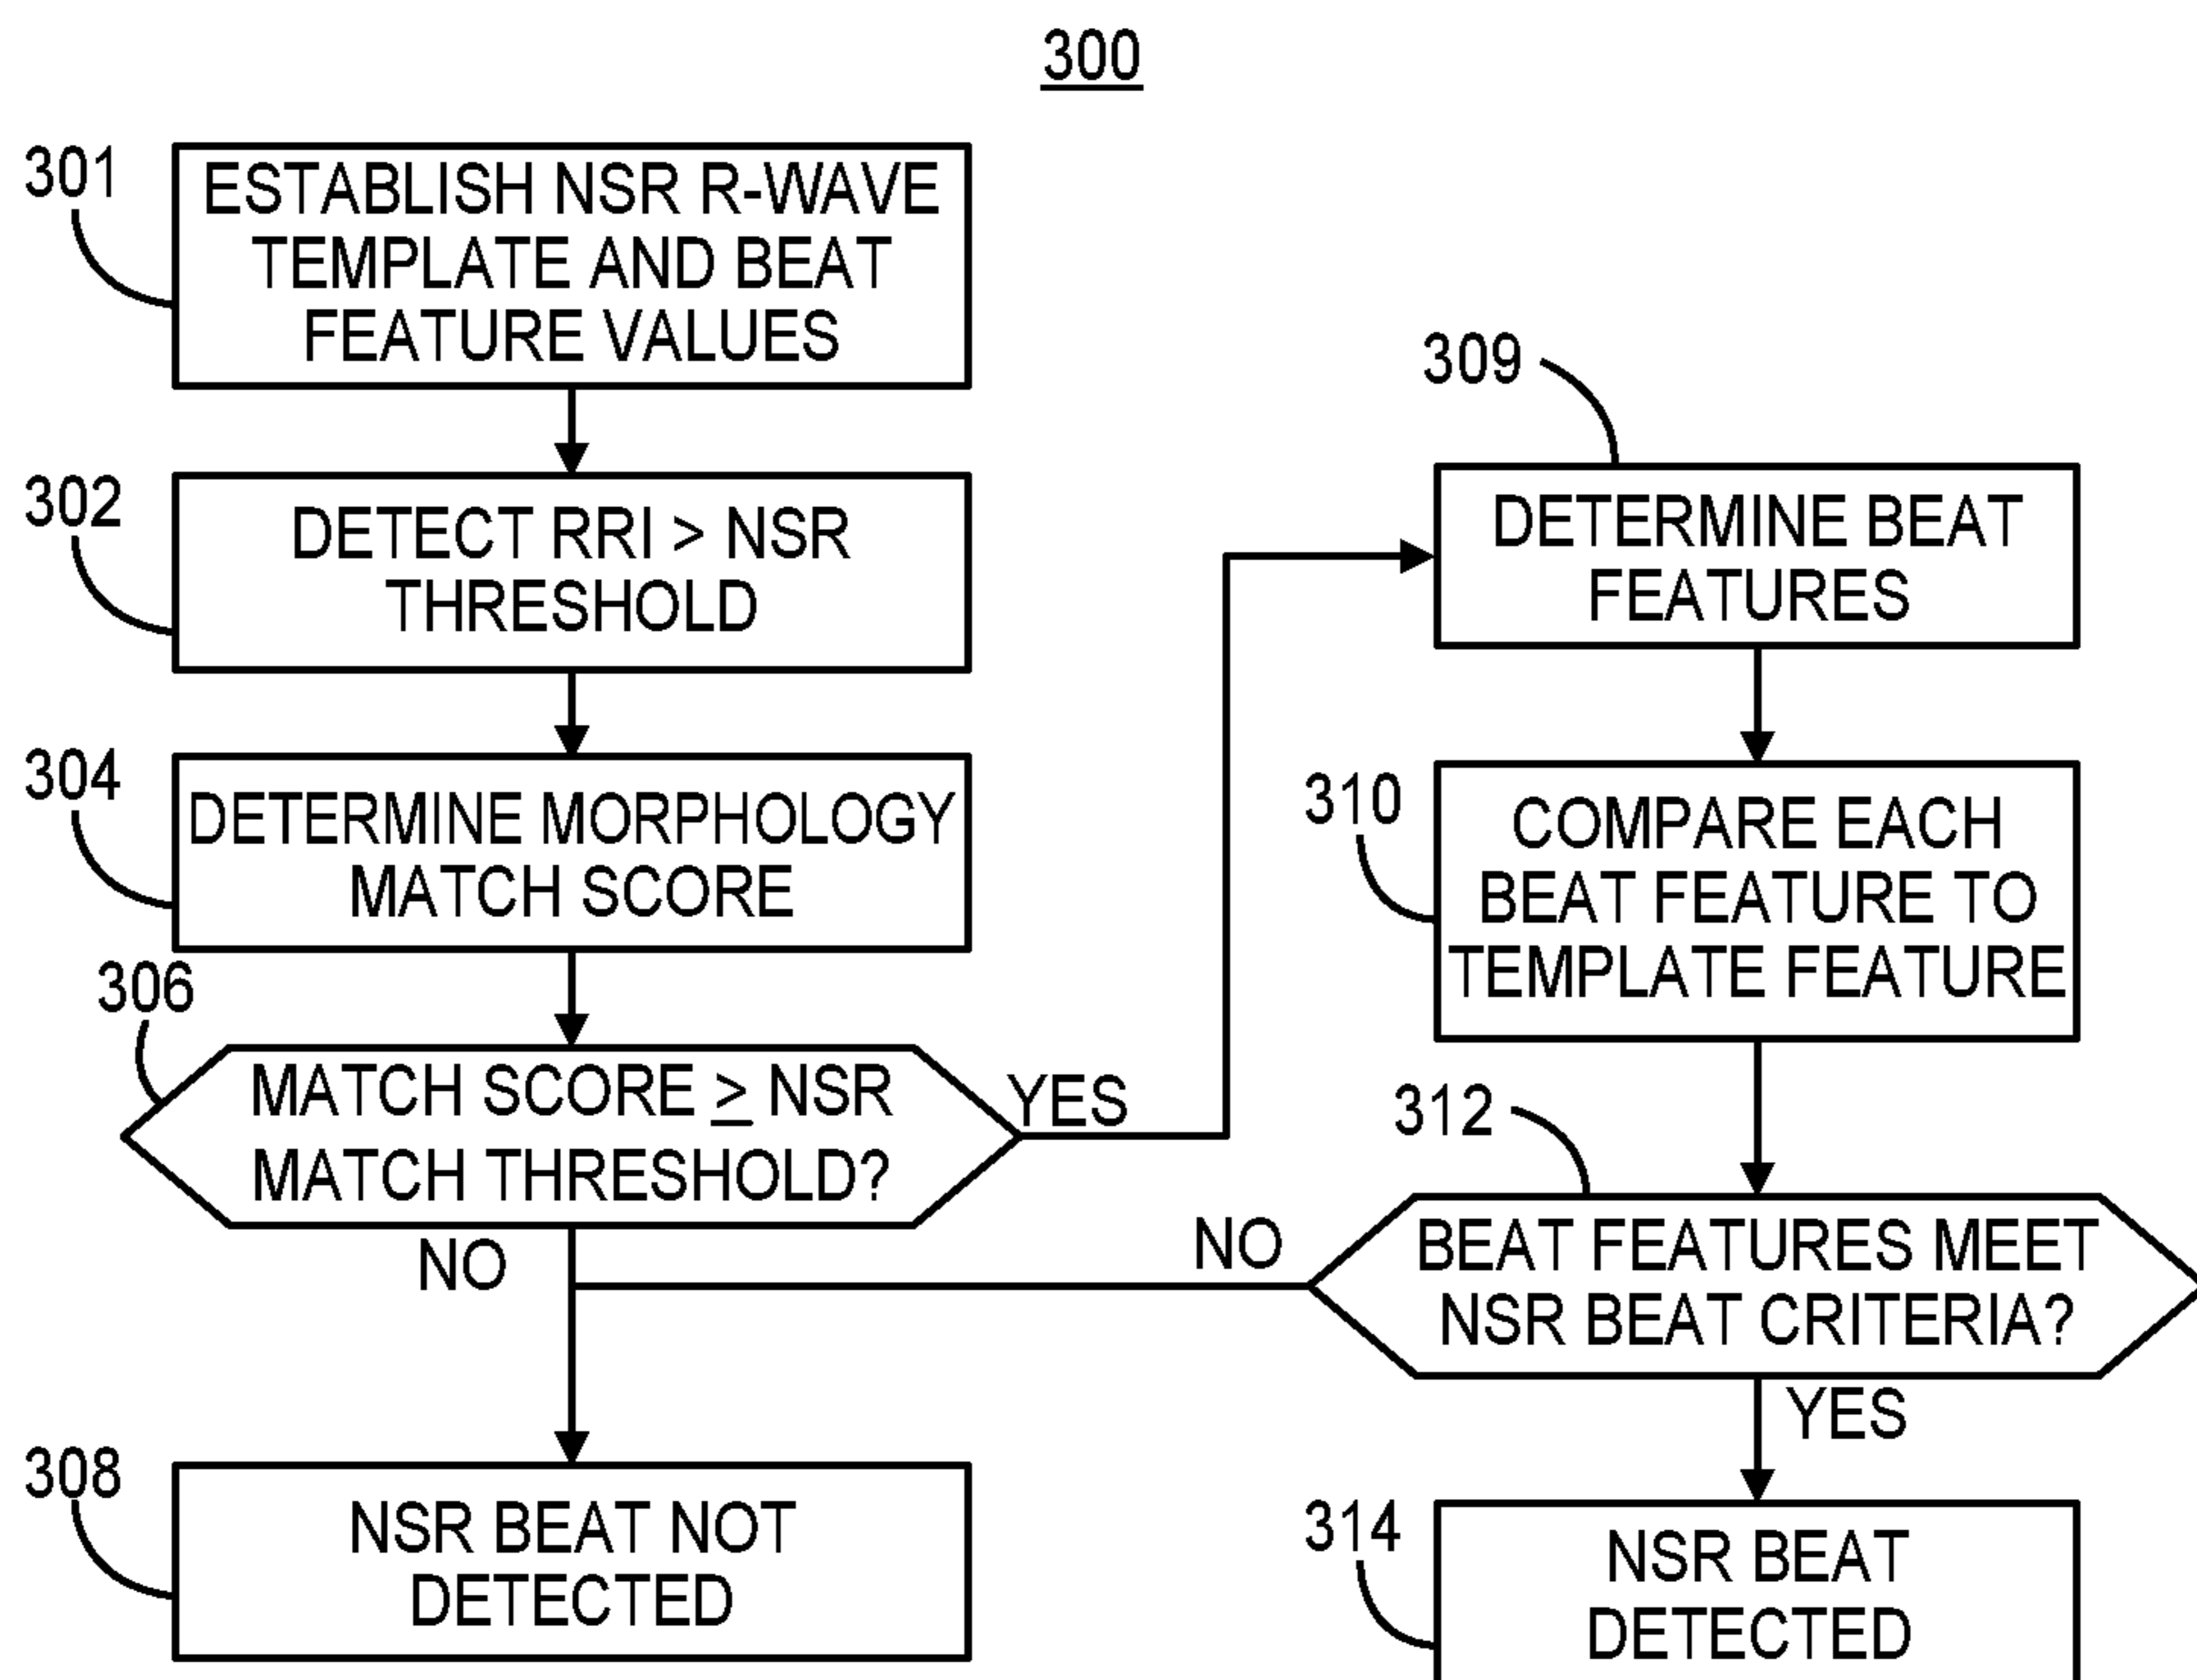 300
301
ESTABLISH NSR R-WAVE
TEMPLATE AND BEAT
FEATURE VALUES
302
DETECT RRI > NSR
THRESHOLD
304
DETERMINE MORPHOLOGY
MATCH SCORE
306
MATCH SCORE ≥ NSR
MATCH THRESHOLD?
YES
NO
308
NSR BEAT NOT
DETECTED
309
DETERMINE BEAT
FEATURES
310
COMPARE EACH
BEAT FEATURE TO
TEMPLATE FEATURE
312
BEAT FEATURES MEET
NSR BEAT CRITERIA?
NO
YES
314
NSR BEAT
DETECTED